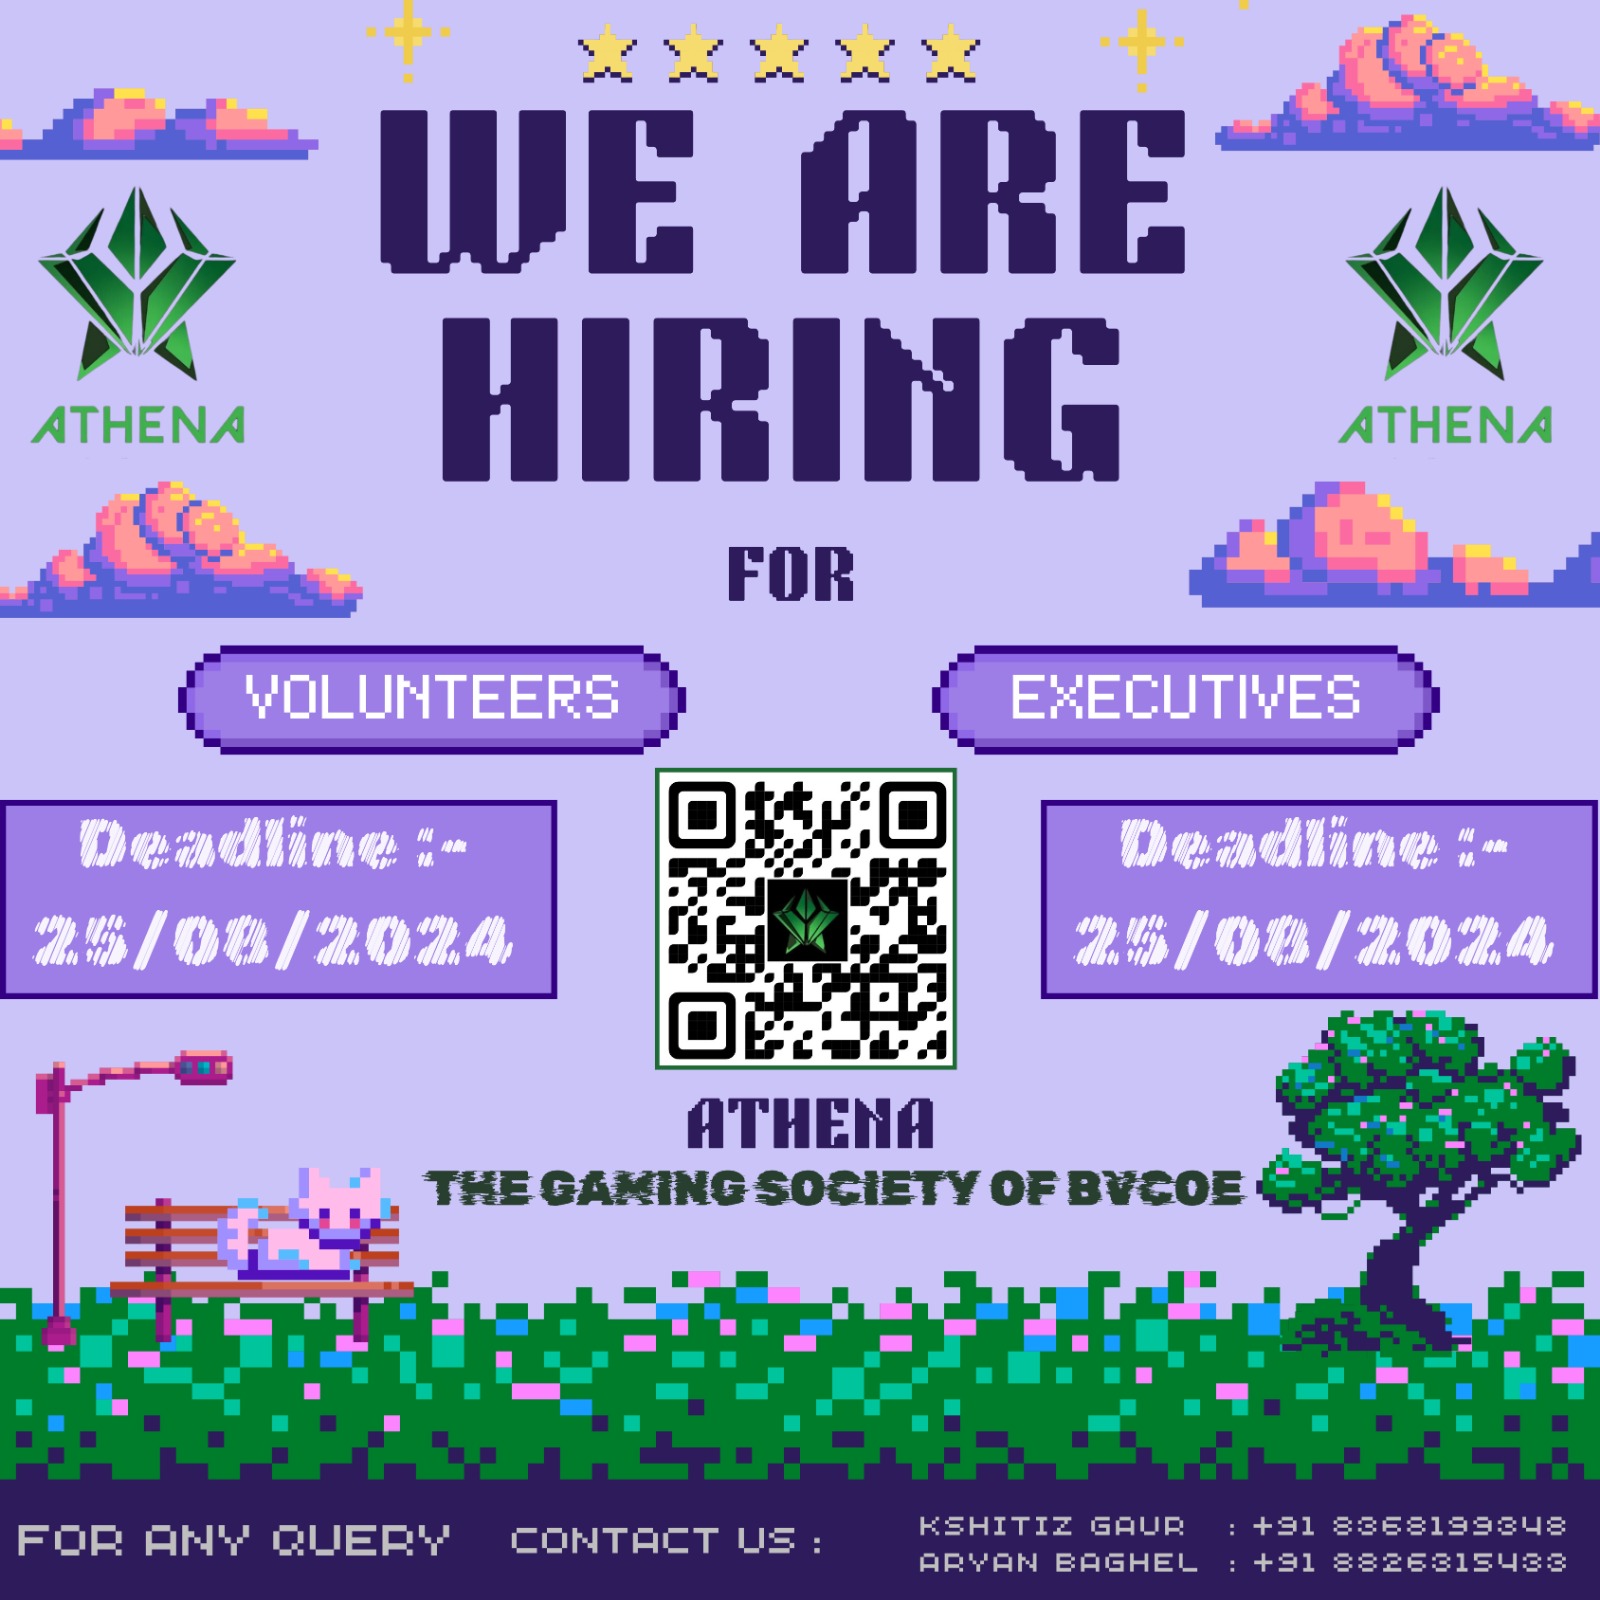 WE ARE
HIRING
ATHENA
ATHENA
FOR
VOLUNTEERS
EXECUTIVES
Deadline :-
25/08/2024
Deadline :-
25/08/2024
ATHENA
THE GAMING SOCIETY OF BVCOE
FOR ANY QUERY CONTACT US :
KSHITIZ GAUR : +91 8368199348
ARYAN BAGHEL : +91 8826315433